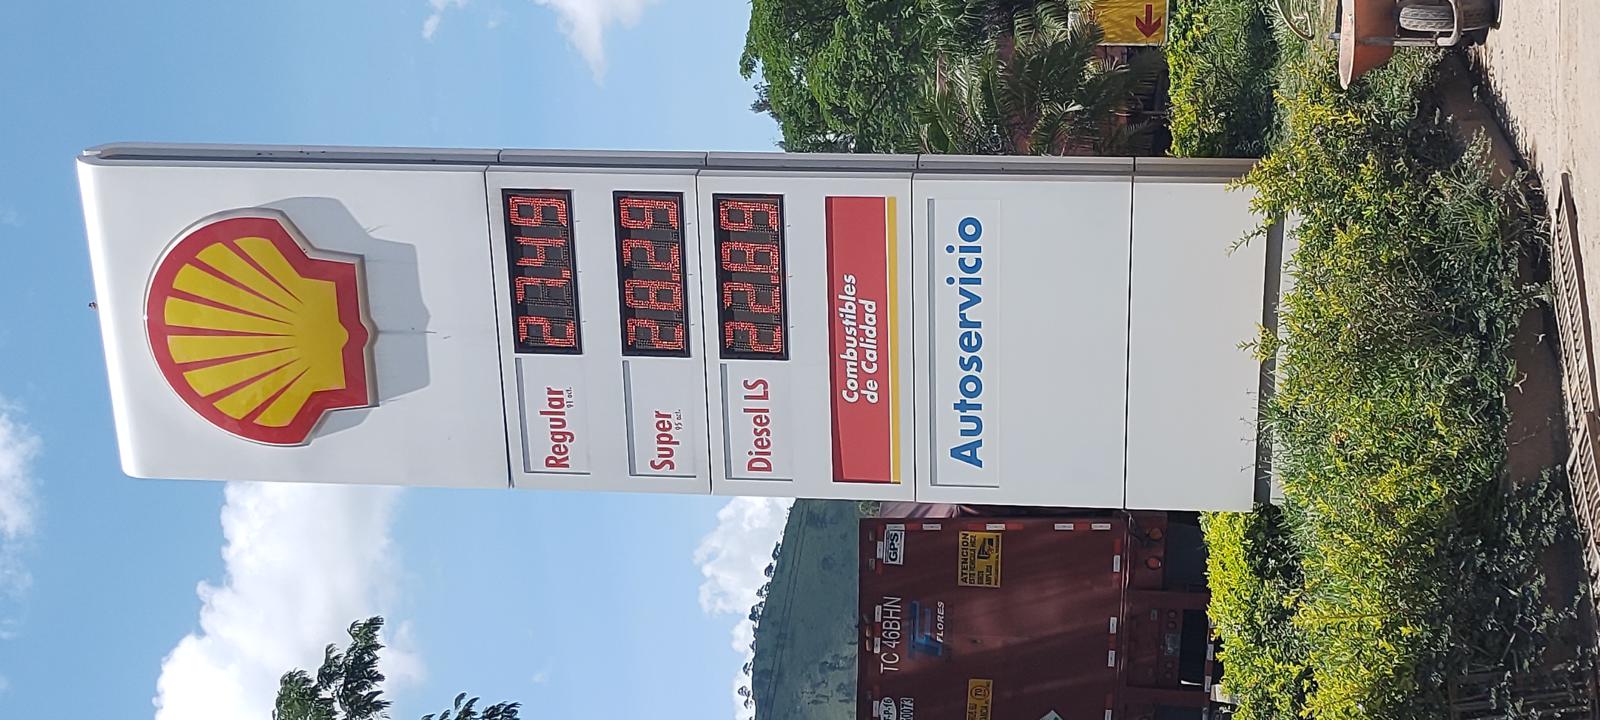 Regular
91 oct.
27.49
Super
95 oct.
28.29
Diesel LS
22.89
Combustibles
de Calidad
Autoservicio
GPS
ATENCION
TC 46BHN
FLORES